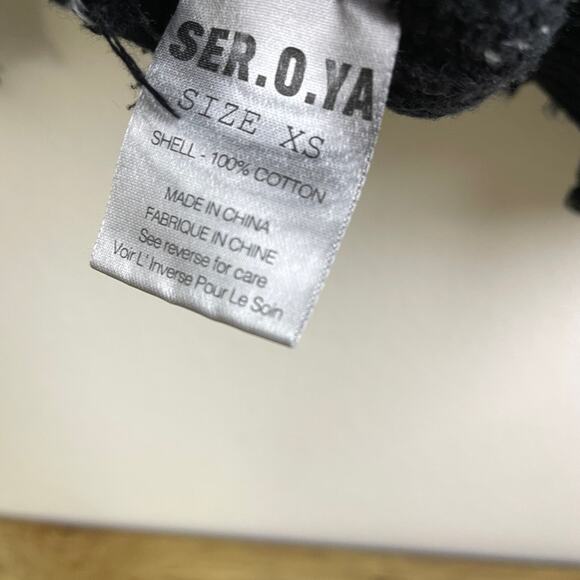 SER.O.YA
SIZE XS
SHELL - 100% COTTON
MADE IN CHINA
FABRIQUE IN CHINE
See reverse for care
Voir L' Inverse Pour Le Soin